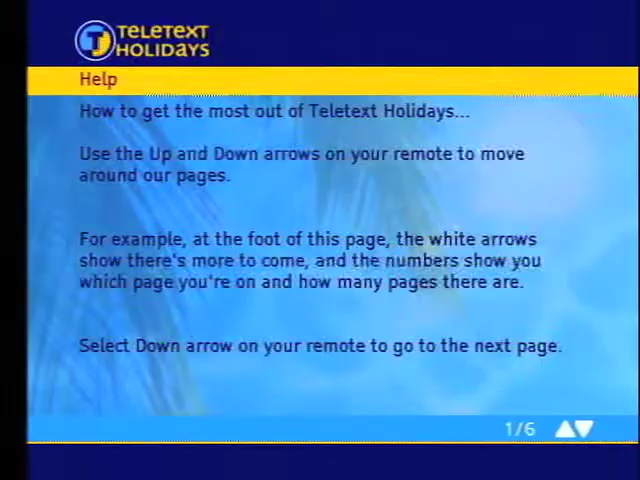 TELETEXT
HOLIDAYS
Help
How to get the most out of Teletext Holidays...
Use the Up and Down arrows on your remote to move
around our pages.
For example, at the foot of this page, the white arrows
show there's more to come, and the numbers show you
which page you're on and how many pages there are.
Select Down arrow on your remote to go to the next page.
1/6